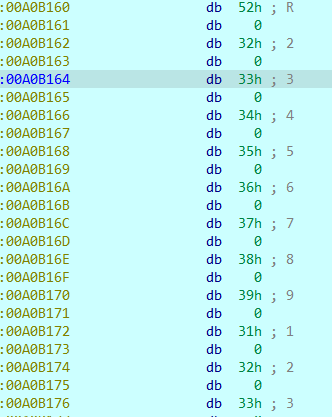 :00A0B160 db 52h ; R
:00A0B161 db 0
:00A0B162 db 32h ; 2
:00A0B163 db 0
:00A0B164 db 33h ; 3
:00A0B165 db 0
:00A0B166 db 34h ; 4
:00A0B167 db 0
:00A0B168 db 35h ; 5
:00A0B169 db 0
:00A0B16A db 36h ; 6
:00A0B16B db 0
:00A0B16C db 37h ; 7
:00A0B16D db 0
:00A0B16E db 38h ; 8
:00A0B16F db 0
:00A0B170 db 39h ; 9
:00A0B171 db 0
:00A0B172 db 31h ; 1
:00A0B173 db 0
:00A0B174 db 32h ; 2
:00A0B175 db 0
:00A0B176 db 33h ; 3